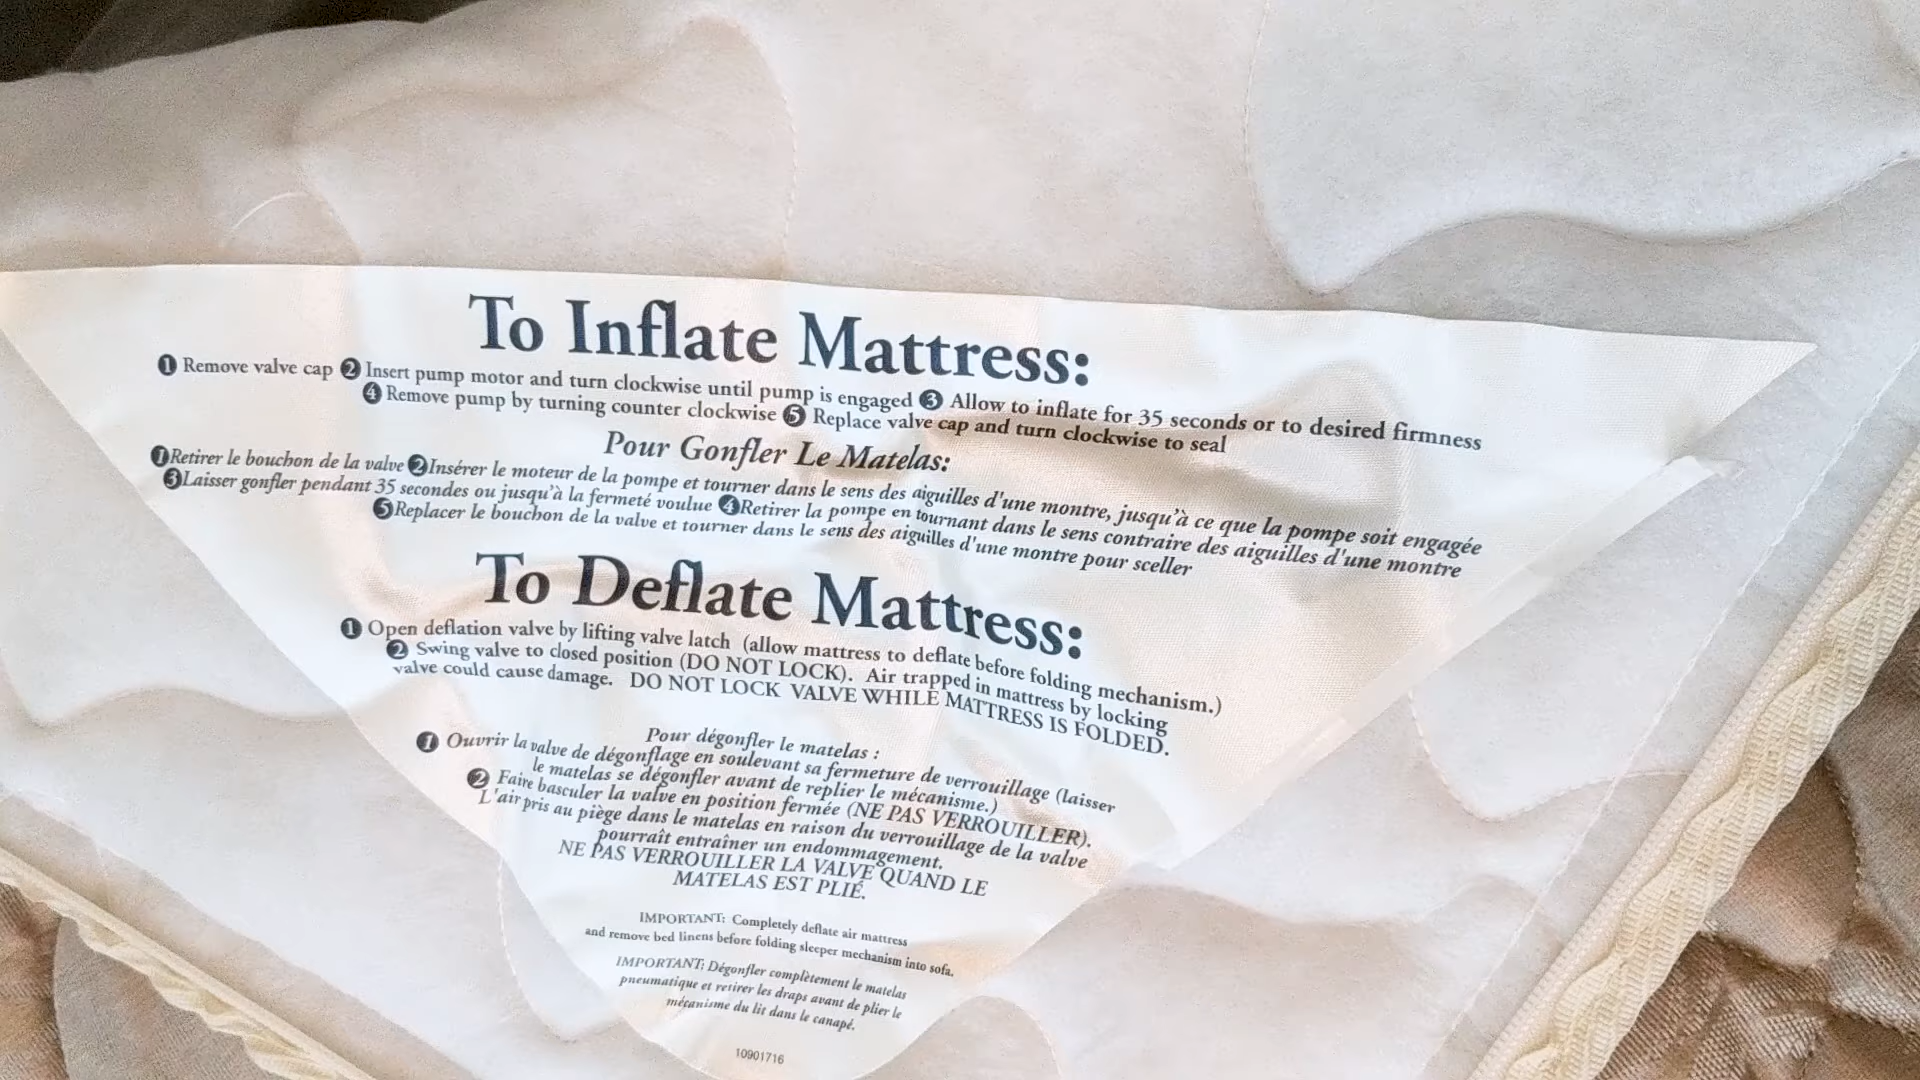 To Inflate Mattress:
❶ Remove valve cap ❷ Insert pump motor and turn clockwise until pump is engaged ❸ Allow to inflate for 35 seconds or to desired firmness
❹ Remove pump by turning counter clockwise ❺ Replace valve cap and turn clockwise to seal
Pour Gonfler Le Matelas:
❶Retirer le bouchon de la valve ❷Insérer le moteur de la pompe et tourner dans le sens des aiguilles d'une montre, jusqu'à ce que la pompe soit engagée
❸Laisser gonfler pendant 35 secondes ou jusqu'à la fermeté voulue ❹Retirer la pompe en tournant dans le sens contraire des aiguilles d'une montre
❺Replacer le bouchon de la valve et tourner dans le sens des aiguilles d'une montre pour sceller
To Deflate Mattress:
❶ Open deflation valve by lifting valve latch (allow mattress to deflate before folding mechanism.)
❷ Swing valve to closed position (DO NOT LOCK). Air trapped in mattress by locking
valve could cause damage. DO NOT LOCK VALVE WHILE MATTRESS IS FOLDED.
Pour dégonfler le matelas :
❶ Ouvrir la valve de dégonflage en soulevant sa fermeture de verrouillage (laisser
le matelas se dégonfler avant de replier le mécanisme.)
❷ Faire basculer la valve en position fermée (NE PAS VERROUILLER).
L'air pris au piège dans le matelas en raison du verrouillage de la valve
pourraît entraîner un endommagement.
NE PAS VERROUILLER LA VALVE QUAND LE
MATELAS EST PLIÉ.
IMPORTANT: Completely deflate air mattress
and remove bed linens before folding sleeper mechanism into sofa.
IMPORTANT: Dégonfler complètement le matelas
pneumatique et retirer les draps avant de plier le
mécanisme du lit dans le canapé.
10901716